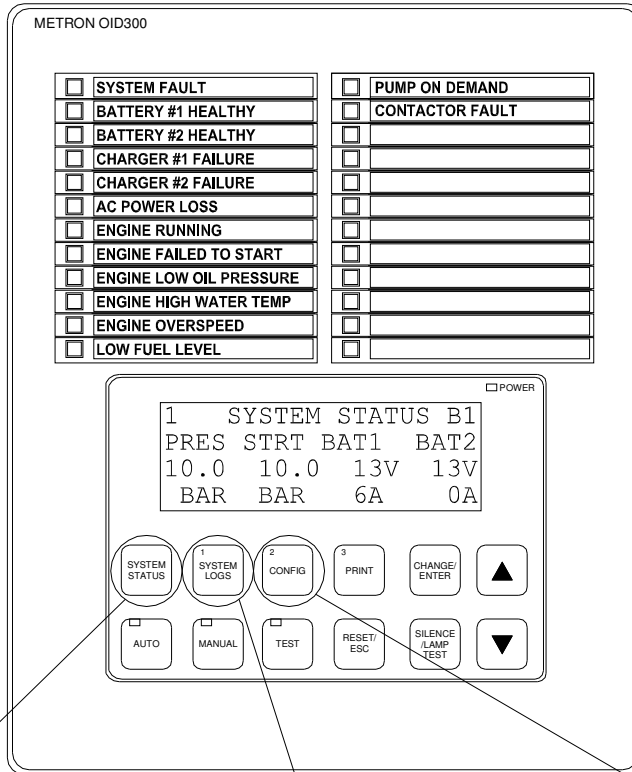 METRON OID300
SYSTEM FAULT
BATTERY #1 HEALTHY
BATTERY #2 HEALTHY
CHARGER #1 FAILURE
CHARGER #2 FAILURE
AC POWER LOSS
ENGINE RUNNING
ENGINE FAILED TO START
ENGINE LOW OIL PRESSURE
ENGINE HIGH WATER TEMP
ENGINE OVERSPEED
LOW FUEL LEVEL
PUMP ON DEMAND
CONTACTOR FAULT
POWER
1 SYSTEM STATUS B1
PRES STRT BAT1 BAT2
10.0 10.0 13V 13V
BAR BAR 6A 0A
SYSTEM
STATUS
1
SYSTEM
LOGS
2
CONFIG
3
PRINT
CHANGE/
ENTER
▲
AUTO
MANUAL
TEST
RESET/
ESC
SILENCE
/LAMP
TEST
▼